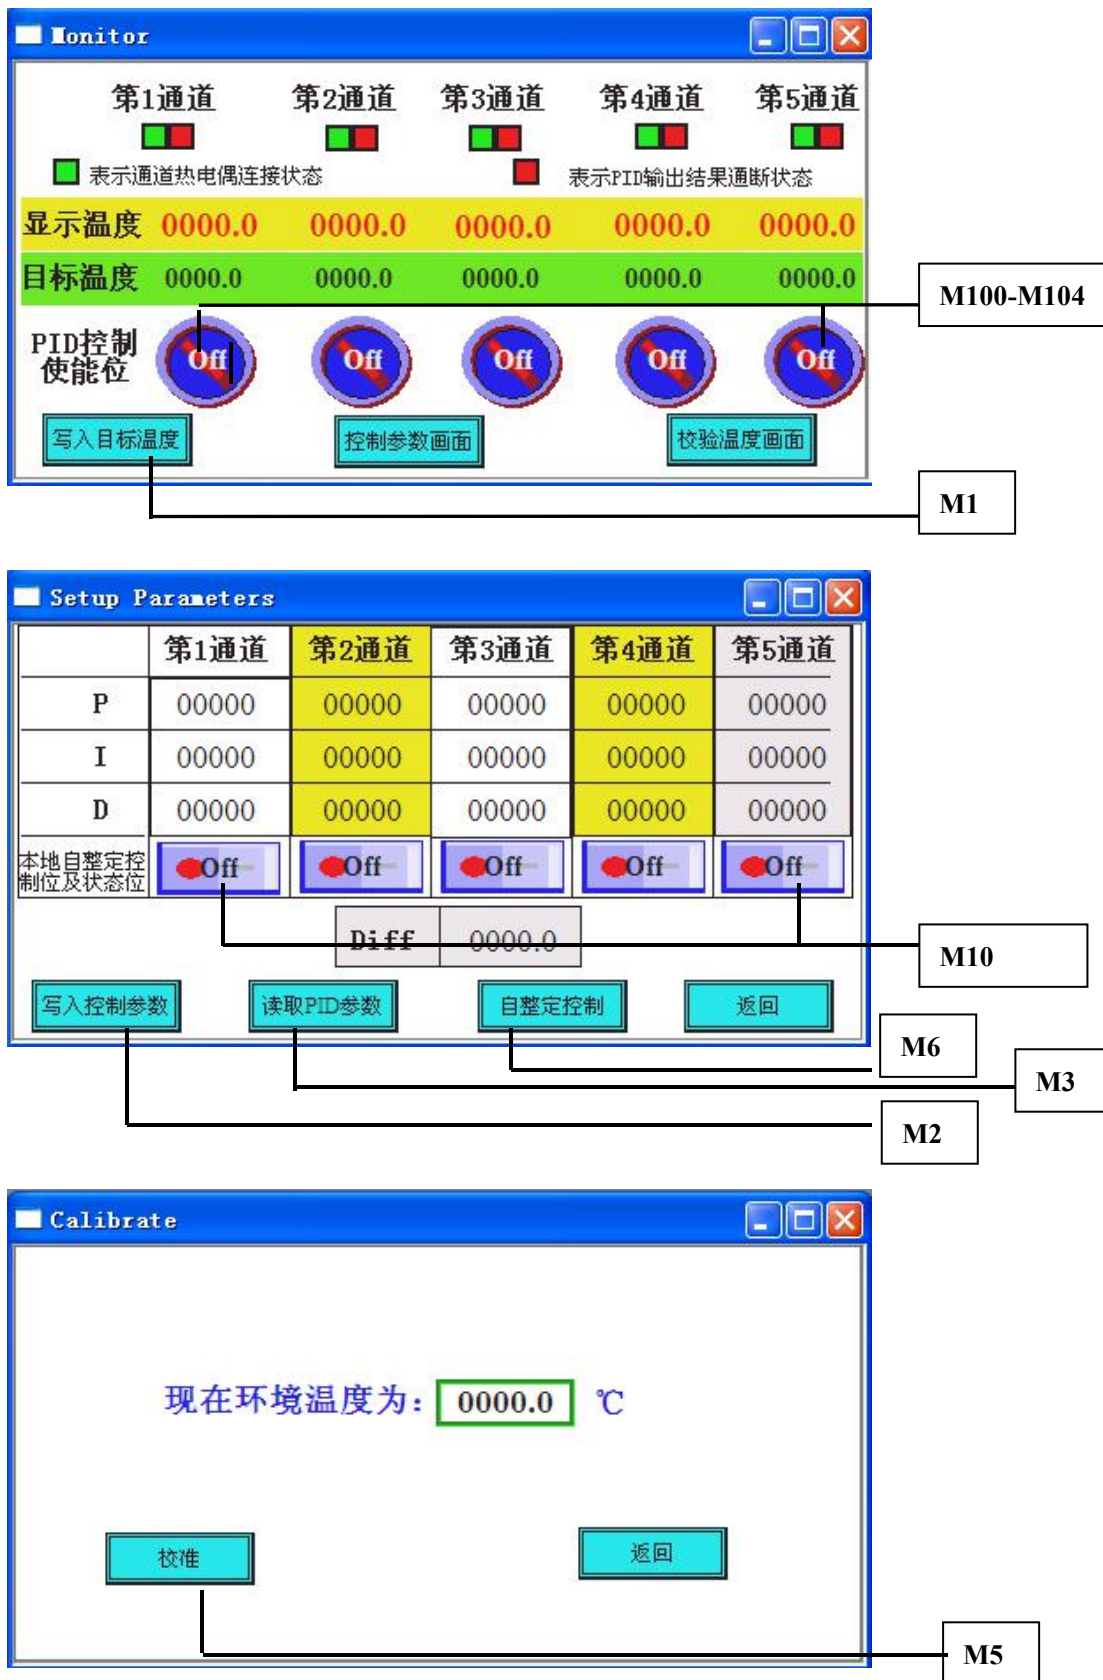 Monitor
第1通道 第2通道 第3通道 第4通道 第5通道
表示通道热电偶连接状态 表示PID输出结果通断状态
显示温度 0000.0 0000.0 0000.0 0000.0 0000.0
目标温度 0000.0 0000.0 0000.0 0000.0 0000.0
M100-M104
PID控制
使能位
Off Off Off Off Off
写入目标温度 控制参数画面 校验温度画面
M1
Setup Parameters
第1通道 第2通道 第3通道 第4通道 第5通道
P 00000 00000 00000 00000 00000
I 00000 00000 00000 00000 00000
D 00000 00000 00000 00000 00000
本地自整定控
制位及状态位
Off Off Off Off Off
Diff 0000.0
M10
写入控制参数 读取PID参数 自整定控制 返回
M6
M3
M2
Calibrate
现在环境温度为: 0000.0 ℃
校准 返回
M5